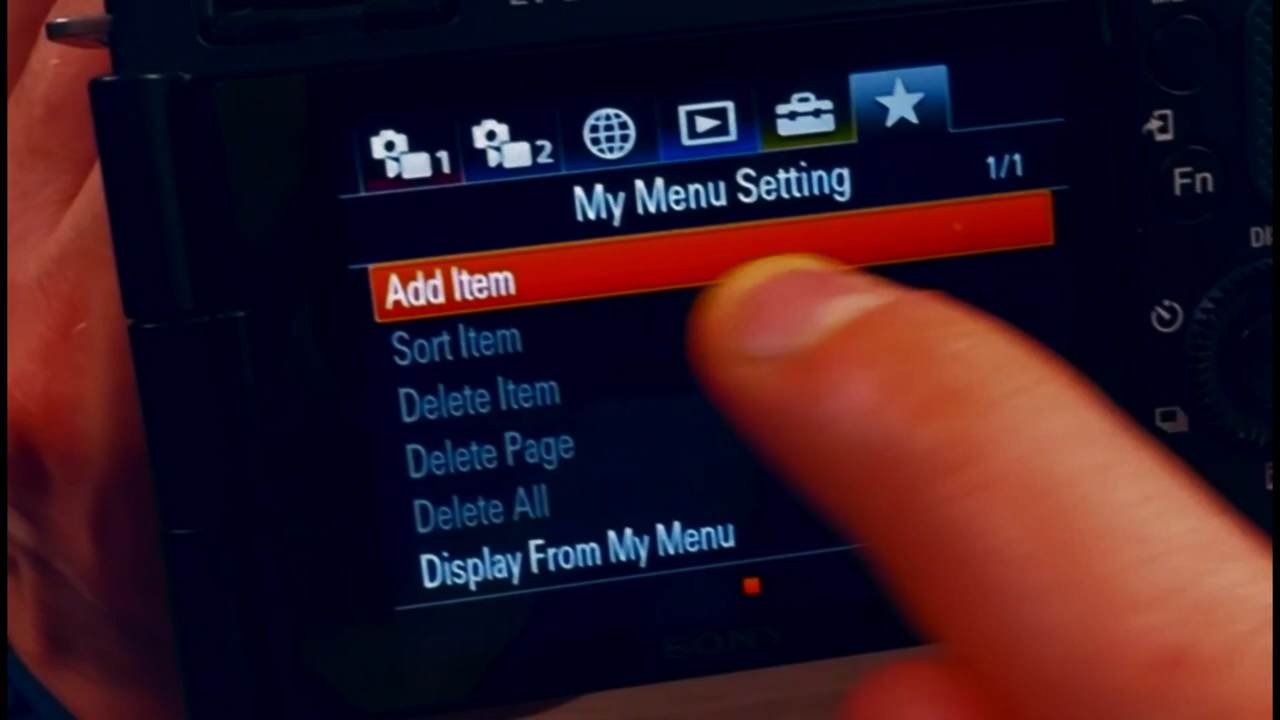 1
2
My Menu Setting 1/1
Add Item
Sort Item
Delete Item
Delete Page
Delete All
Display From My Menu
SONY
Fn